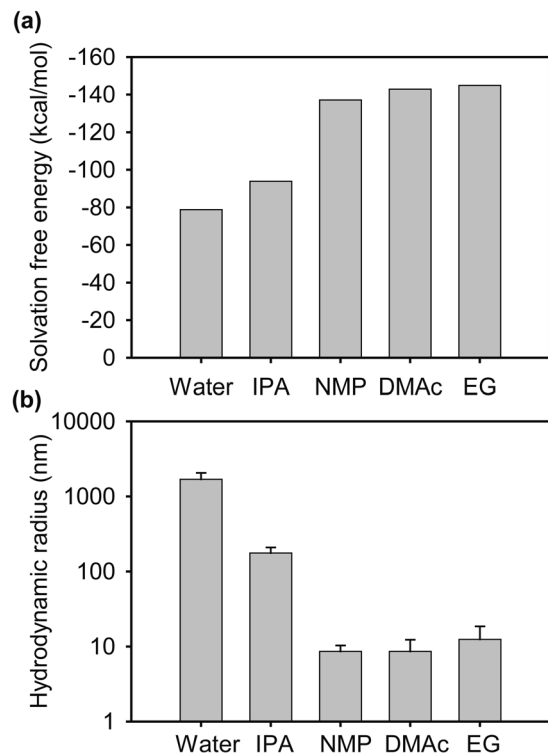 (a)
Solvation free energy (kcal/mol)
-160
-140
-120
-100
-80
-60
-40
-20
0
Water IPA NMP DMAc EG
(b)
Hydrodynamic radius (nm)
10000
1000
100
10
1
Water IPA NMP DMAc EG